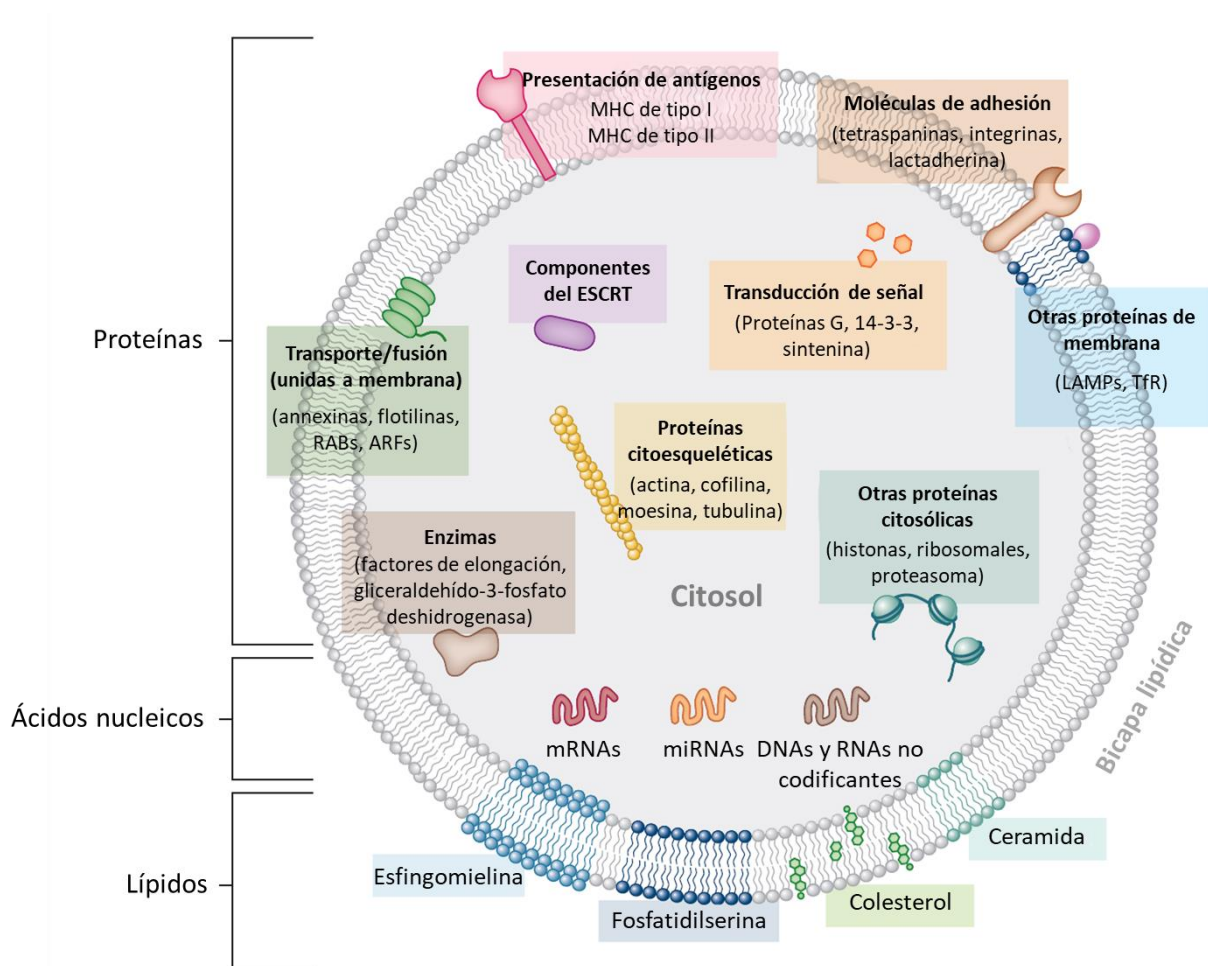 Presentación de antígenos
MHC de tipo I
MHC de tipo II
Moléculas de adhesión
(tetraspaninas, integrinas,
lactadherina)
Componentes
del ESCRT
Transducción de señal
(Proteínas G, 14-3-3,
sintenina)
Otras proteínas de
membrana
(LAMPs, TfR)
Proteínas
Transporte/fusión
(unidas a membrana)
(annexinas, flotilinas,
RABs, ARFs)
Proteínas
citoesqueléticas
(actina, cofilina,
moesina, tubulina)
Otras proteínas
citosólicas
(histonas, ribosomales,
proteasoma)
Enzimas
(factores de elongación,
gliceraldehído-3-fosfato
deshidrogenasa)
Citosol
Bicapa lipídica
Ácidos nucleicos
mRNAs
miRNAs
DNAs y RNAs no
codificantes
Lípidos
Esfingomielina
Fosfatidilserina
Colesterol
Ceramida